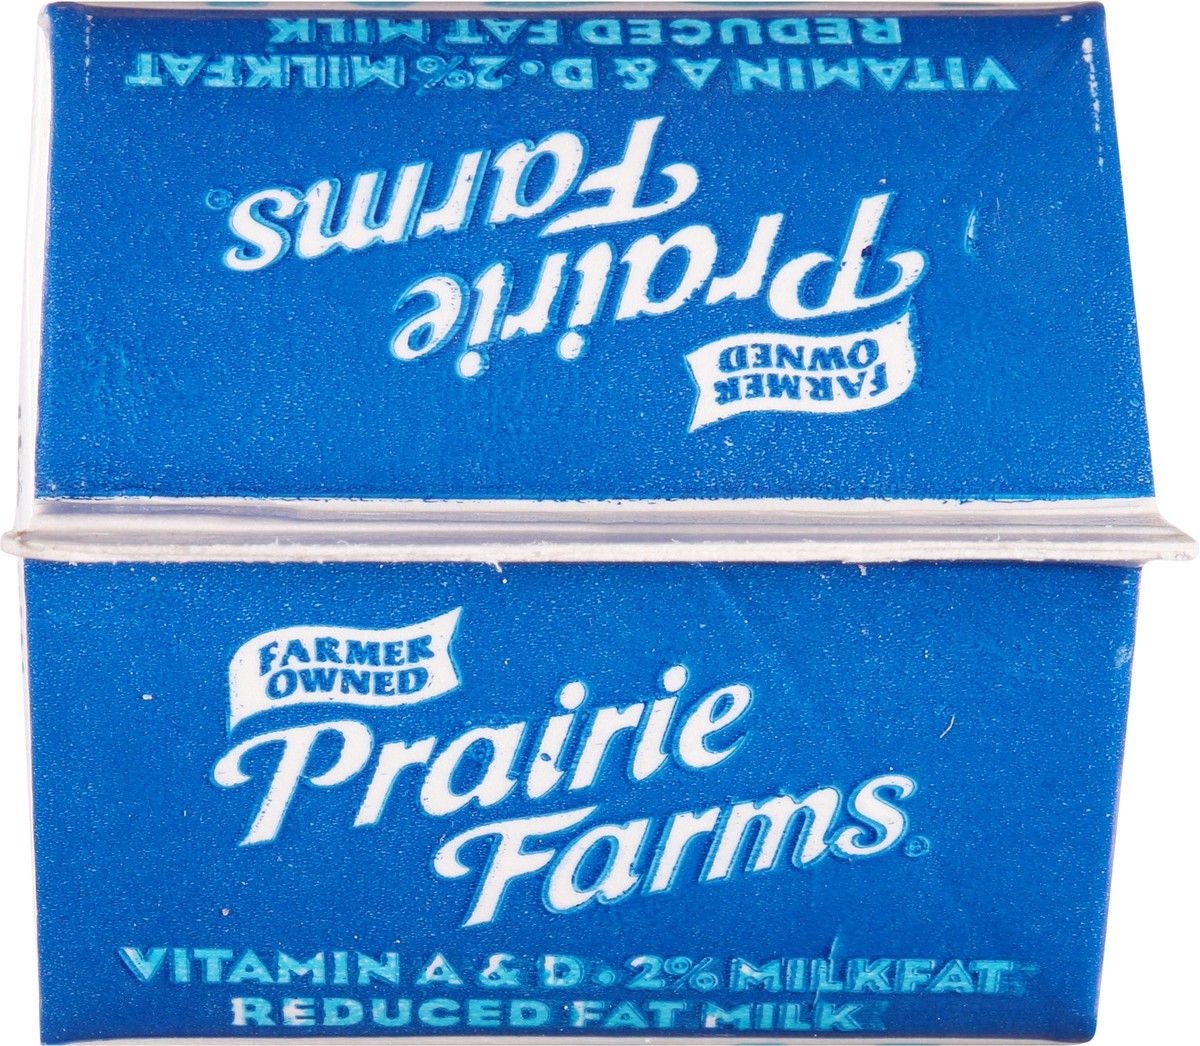 REDUCED FAT MILK
VITAMIN A & D • 2% MILKFAT
Farms®
Prairie
OWNED
FARMER
FARMER
OWNED
Prairie
Farms®
VITAMIN A & D • 2% MILKFAT
REDUCED FAT MILK